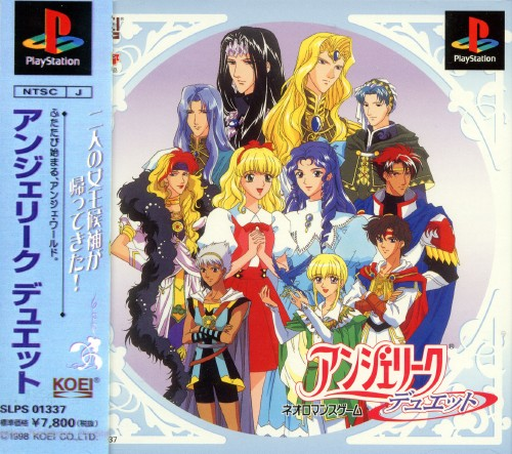 PlayStation
NTSC J
二人の女王候補が
帰ってきた!
ふたたび始まる、アンジェ・ワールド。
アンジェリーク デュエット
KOEI
SLPS 01337
標準価格 ¥7,800(税抜)
©1998 KOEI CO.,LTD.
PlayStation
アンジェリーク
ネオロマンスゲーム
デュエット